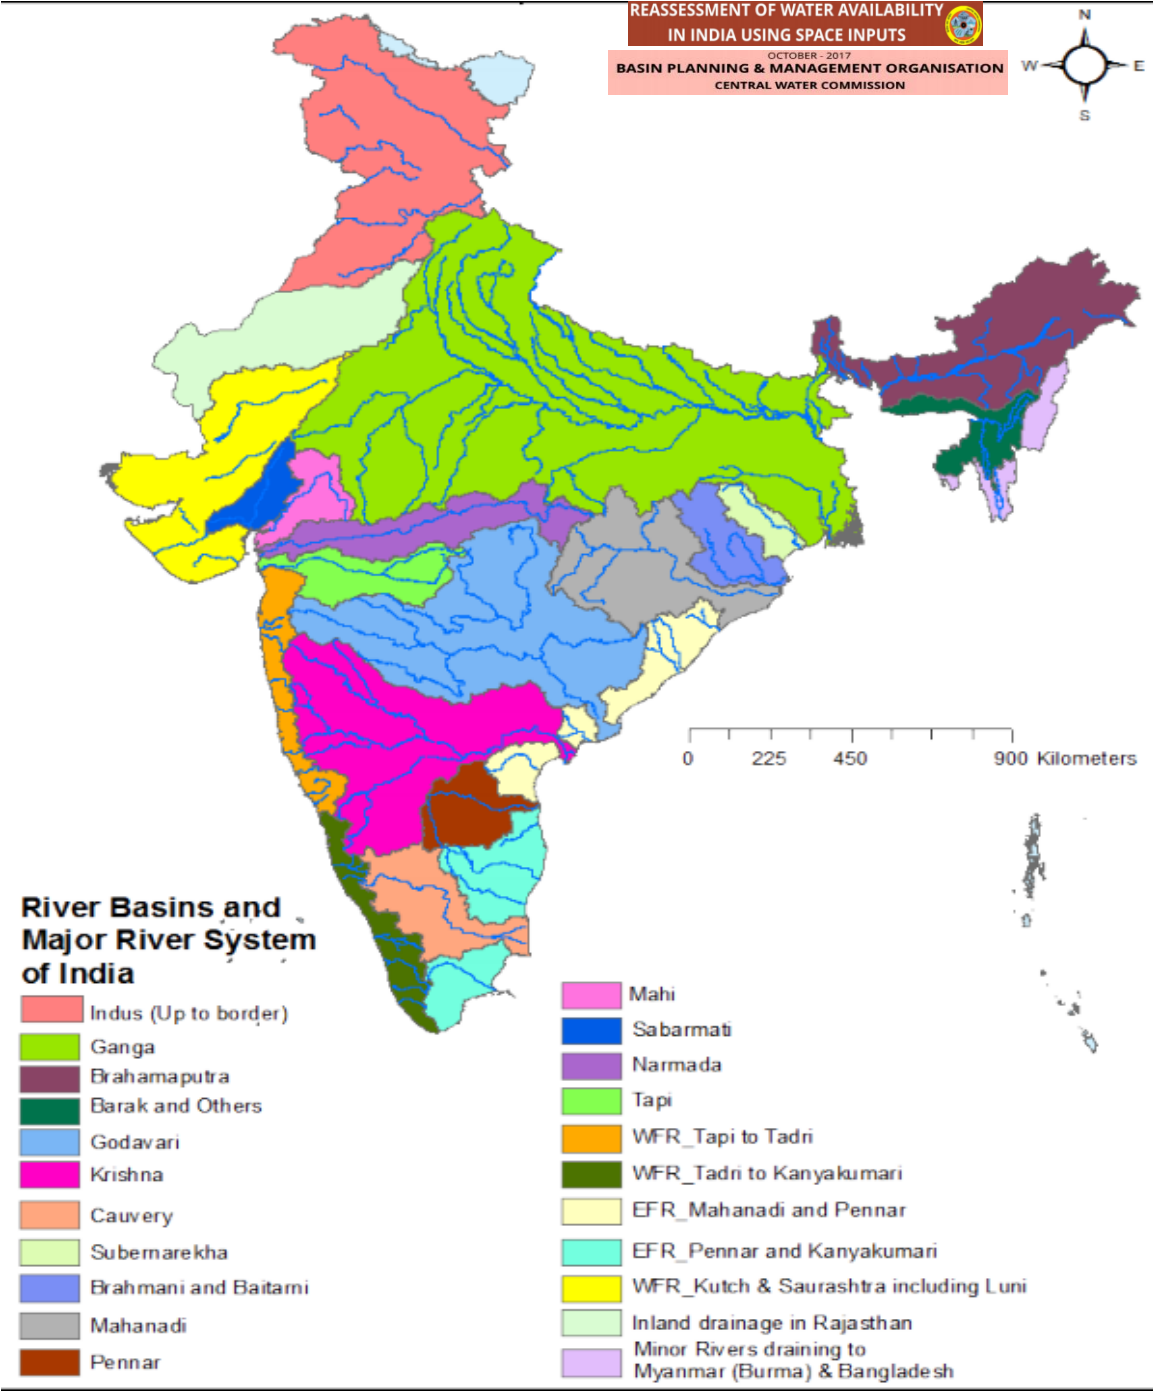 REASSESSMENT OF WATER AVAILABILITY
IN INDIA USING SPACE INPUTS
OCTOBER - 2017
BASIN PLANNING & MANAGEMENT ORGANISATION
CENTRAL WATER COMMISSION
N
W E
S
0 225 450 900 Kilometers
River Basins and
Major River System
of India
Indus (Up to border)
Ganga
Brahamaputra
Barak and Others
Godavari
Krishna
Cauvery
Subernarekha
Brahmani and Baitarni
Mahanadi
Pennar
Mahi
Sabarmati
Narmada
Tapi
WFR_Tapi to Tadri
WFR_Tadri to Kanyakumari
EFR_Mahanadi and Pennar
EFR_Pennar and Kanyakumari
WFR_Kutch & Saurashtra including Luni
Inland drainage in Rajasthan
Minor Rivers draining to
Myanmar (Burma) & Bangladesh